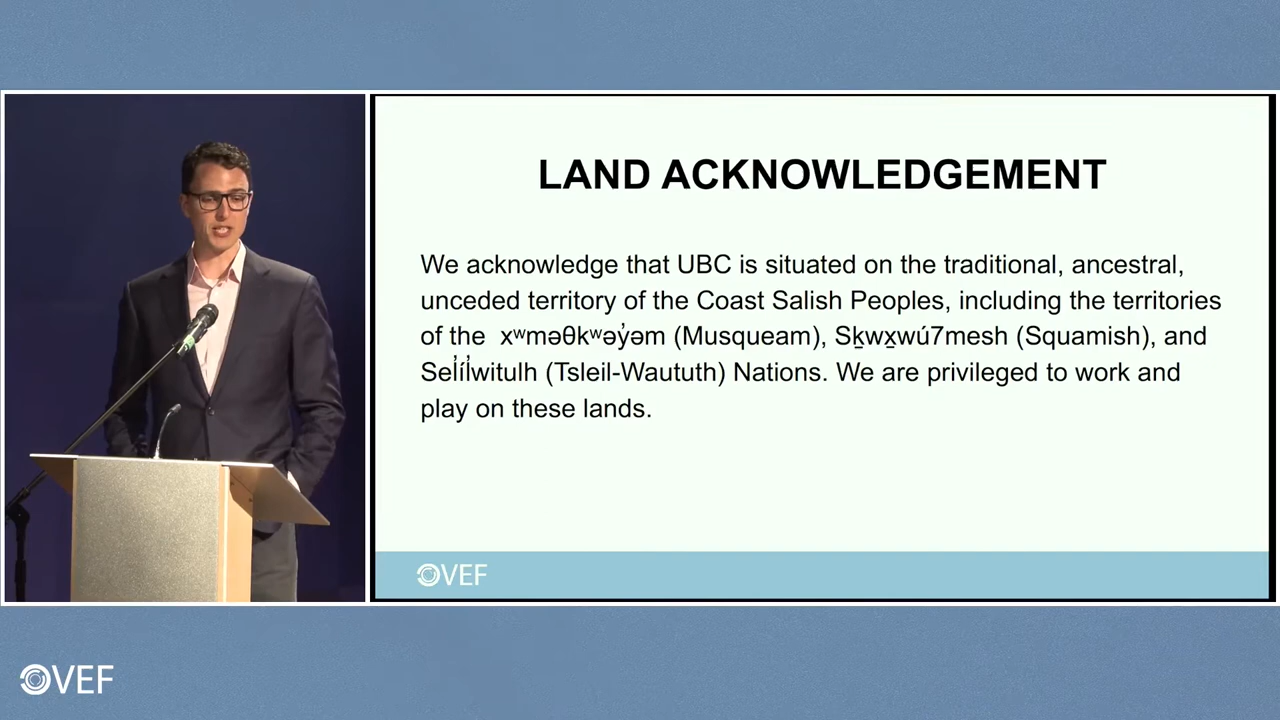 LAND ACKNOWLEDGEMENT
We acknowledge that UBC is situated on the traditional, ancestral,
unceded territory of the Coast Salish Peoples, including the territories
of the xʷməθkʷəy̓əm (Musqueam), Sḵwx̱wú7mesh (Squamish), and
Sel̓íl̓witulh (Tsleil-Waututh) Nations. We are privileged to work and
play on these lands.
VEF
VEF